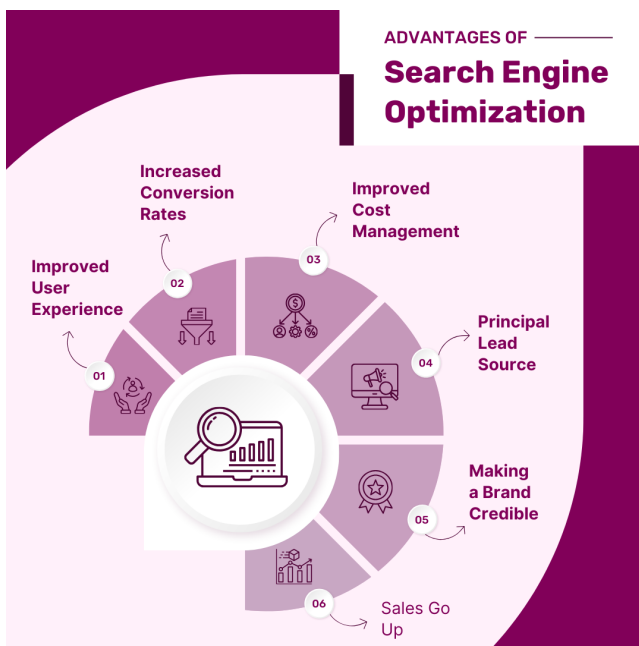 ADVANTAGES OF
Search Engine
Optimization
01
Improved
User
Experience
02
Increased
Conversion
Rates
03
Improved
Cost
Management
04
Principal
Lead
Source
05
Making
a Brand
Credible
06
Sales Go
Up